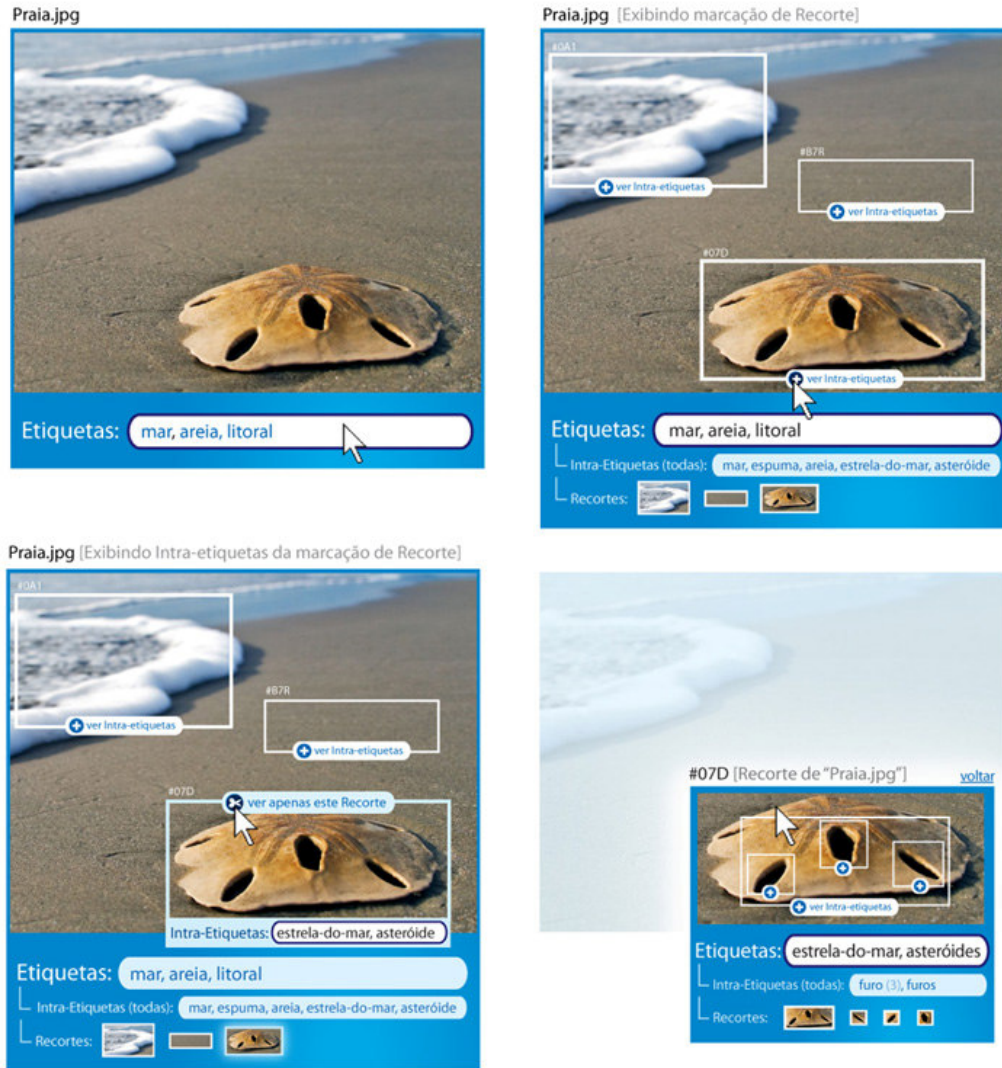 Praia.jpg
Etiquetas: mar, areia, litoral
Praia.jpg [Exibindo marcação de Recorte]
#0A1
ver Intra-etiquetas
#B7R
ver Intra-etiquetas
#07D
ver Intra-etiquetas
Etiquetas: mar, areia, litoral
Intra-Etiquetas (todas): mar, espuma, areia, estrela-do-mar, asteróide
Recortes:
Praia.jpg [Exibindo Intra-etiquetas da marcação de Recorte]
#0A1
ver Intra-etiquetas
#B7R
ver Intra-etiquetas
#07D
ver apenas este Recorte
Intra-Etiquetas: estrela-do-mar, asteróide
Etiquetas: mar, areia, litoral
Intra-Etiquetas (todas): mar, espuma, areia, estrela-do-mar, asteróide
Recortes:
#07D [Recorte de “Praia.jpg”] voltar
ver Intra-etiquetas
Etiquetas: estrela-do-mar, asteróides
Intra-Etiquetas (todas): furo (3), furos
Recortes: